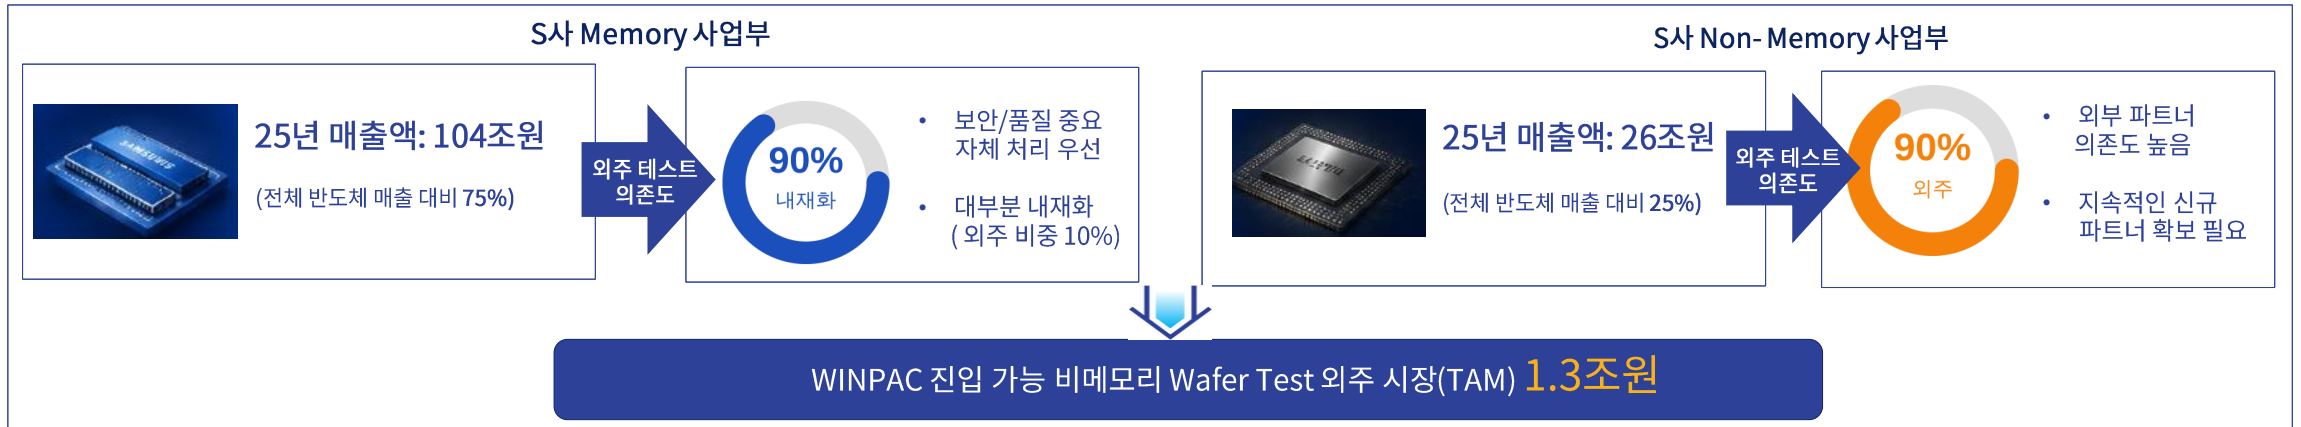 S사 Memory 사업부
25년 매출액: 104조원
(전체 반도체 매출 대비 75%)
외주 테스트
의존도
90%
내재화
• 보안/품질 중요
자체 처리 우선
• 대부분 내재화
( 외주 비중 10%)
S사 Non- Memory 사업부
SAMSUNG
25년 매출액: 26조원
(전체 반도체 매출 대비 25%)
외주 테스트
의존도
90%
외주
• 외부 파트너
의존도 높음
• 지속적인 신규
파트너 확보 필요
WINPAC 진입 가능 비메모리 Wafer Test 외주 시장(TAM) 1.3조원